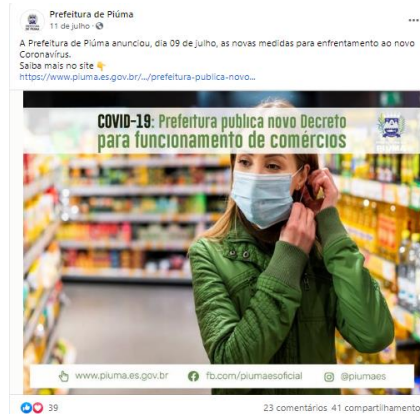 Prefeitura de Piúma
11 de julho ·
A Prefeitura de Piúma anunciou, dia 09 de julho, as novas medidas para enfrentamento ao novo
Coronavírus.
Saiba mais no site 👇
https://www.piuma.es.gov.br/.../prefeitura-publica-novo...
COVID-19: Prefeitura publica novo Decreto
para funcionamento de comércios
www.piuma.es.gov.br
fb.com/piumaesoficial
@piumaes
39
23 comentários 41 compartilhamento